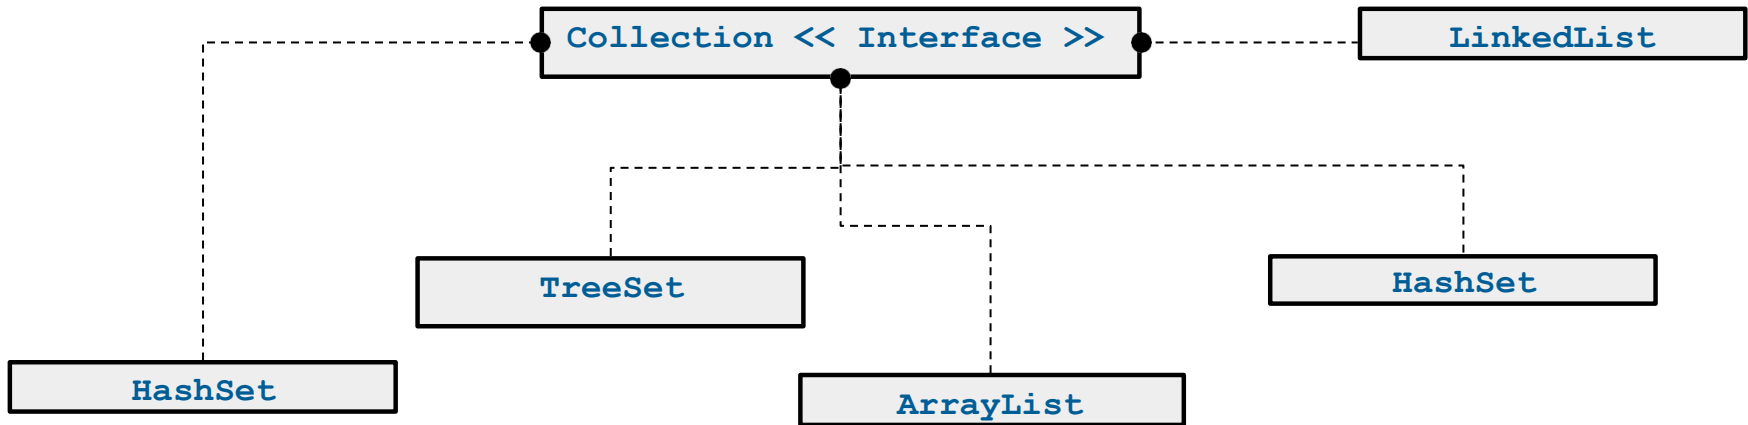 Collection << Interface >>
LinkedList
TreeSet
HashSet
HashSet
ArrayList